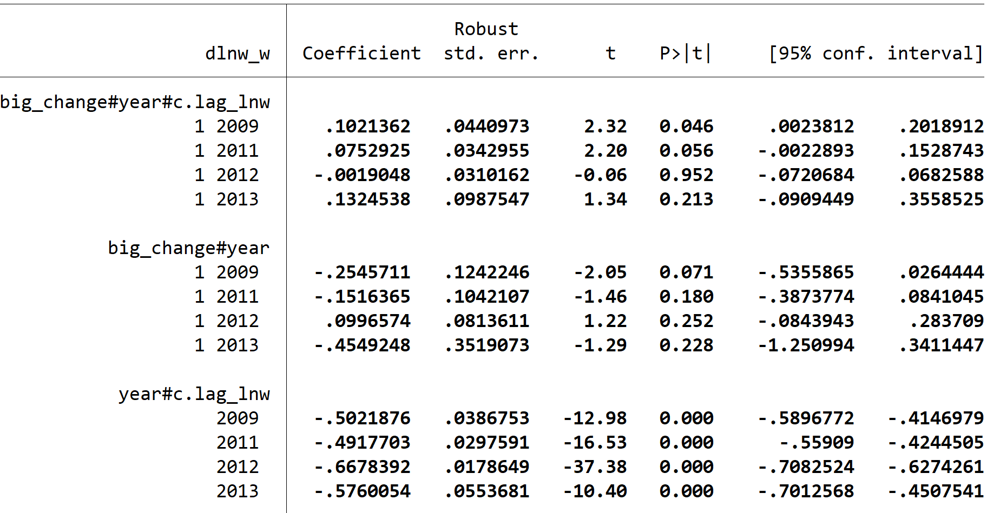 Robust
dlnw_w Coefficient std. err. t P>|t| [95% conf. interval]
big_change#year#c.lag_lnw
1 2009 .1021362 .0440973 2.32 0.046 .0023812 .2018912
1 2011 .0752925 .0342955 2.20 0.056 -.0022893 .1528743
1 2012 -.0019048 .0310162 -0.06 0.952 -.0720684 .0682588
1 2013 .1324538 .0987547 1.34 0.213 -.0909449 .3558525
big_change#year
1 2009 -.2545711 .1242246 -2.05 0.071 -.5355865 .0264444
1 2011 -.1516365 .1042107 -1.46 0.180 -.3873774 .0841045
1 2012 .0996574 .0813611 1.22 0.252 -.0843943 .283709
1 2013 -.4549248 .3519073 -1.29 0.228 -1.250994 .3411447
year#c.lag_lnw
2009 -.5021876 .0386753 -12.98 0.000 -.5896772 -.4146979
2011 -.4917703 .0297591 -16.53 0.000 -.55909 -.4244505
2012 -.6678392 .0178649 -37.38 0.000 -.7082524 -.6274261
2013 -.5760054 .0553681 -10.40 0.000 -.7012568 -.4507541